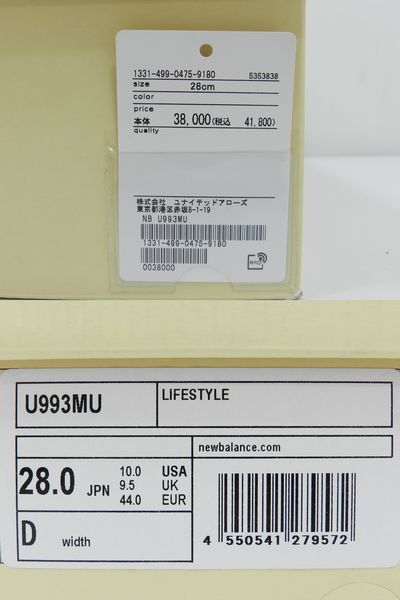 1331-499-0475-9180 5353838
size 28cm
color
price
本体 38,000(税込 41,800)
quality
株式会社 ユナイテッドアローズ
東京都港区赤坂8-1-19
NB U993MU
1331-499-0475-9180
0038000
RFID
U993MU LIFESTYLE
newbalance.com
28.0 JPN
10.0 USA
9.5 UK
44.0 EUR
D width
4 550541 279572